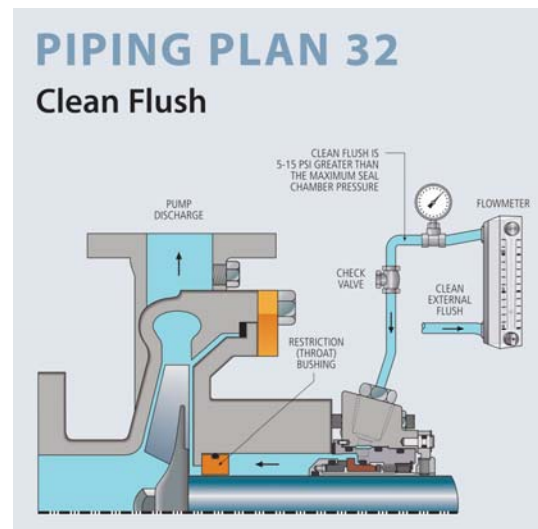 PIPING PLAN 32
Clean Flush
CLEAN FLUSH IS
5-15 PSI GREATER THAN
THE MAXIMUM SEAL
CHAMBER PRESSURE
PUMP
DISCHARGE
FLOWMETER
CHECK
VALVE
CLEAN
EXTERNAL
FLUSH
RESTRICTION
(THROAT)
BUSHING